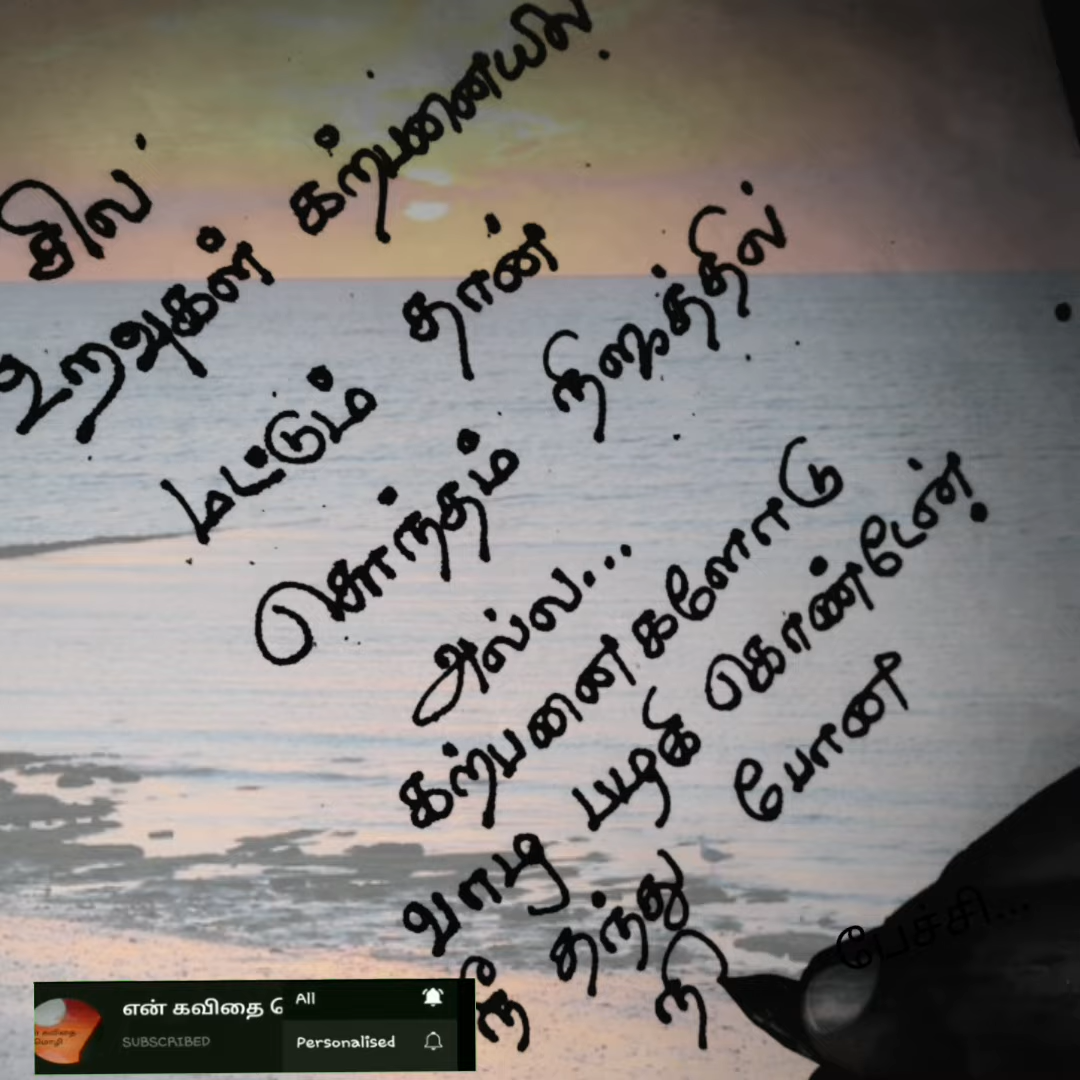 தில்
உறவுகள் கற்பனையில்
மட்டும் தான்
சொந்தம் நிஜத்தில்
அல்ல...
கற்பனைகளோடு
வாழ பழகி கொண்டேன்
நீ தந்து போன
நி
பேச்சி...
என் கவிதை
SUBSCRIBED
All
Personalised